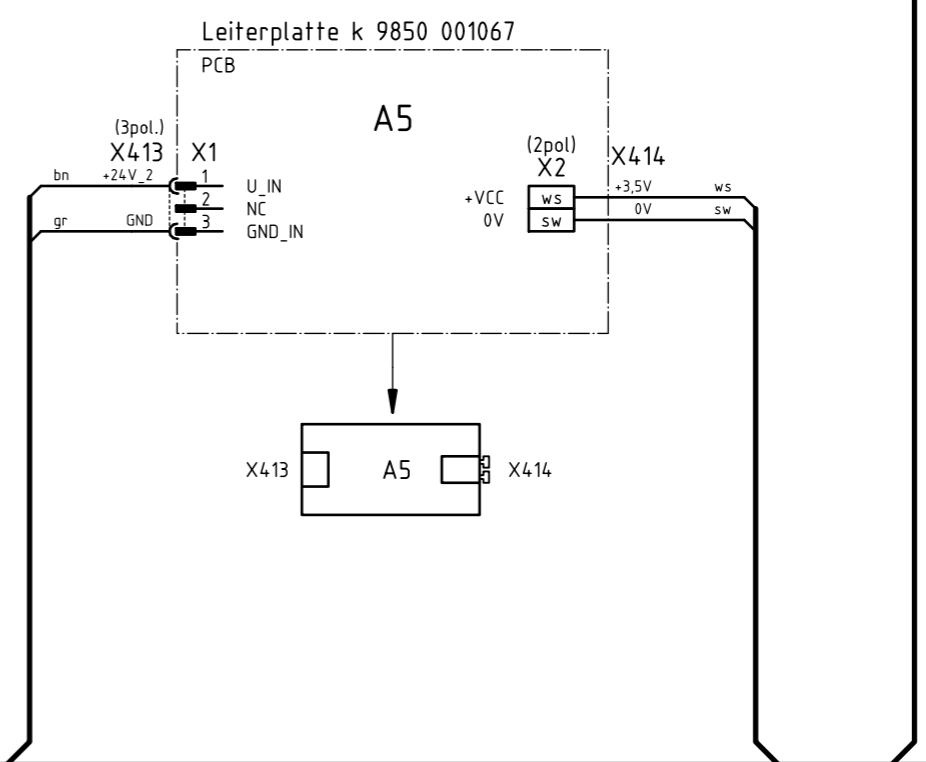 Leiterplatte k 9850 001067
PCB
A5
(3pol.)
X413 X1
(2pol)
X2 X414
bn +24V_2 1 U_IN
2 NC
gr GND 3 GND_IN
+VCC ws +3,5V ws
0V sw 0V sw
X413 A5 X414